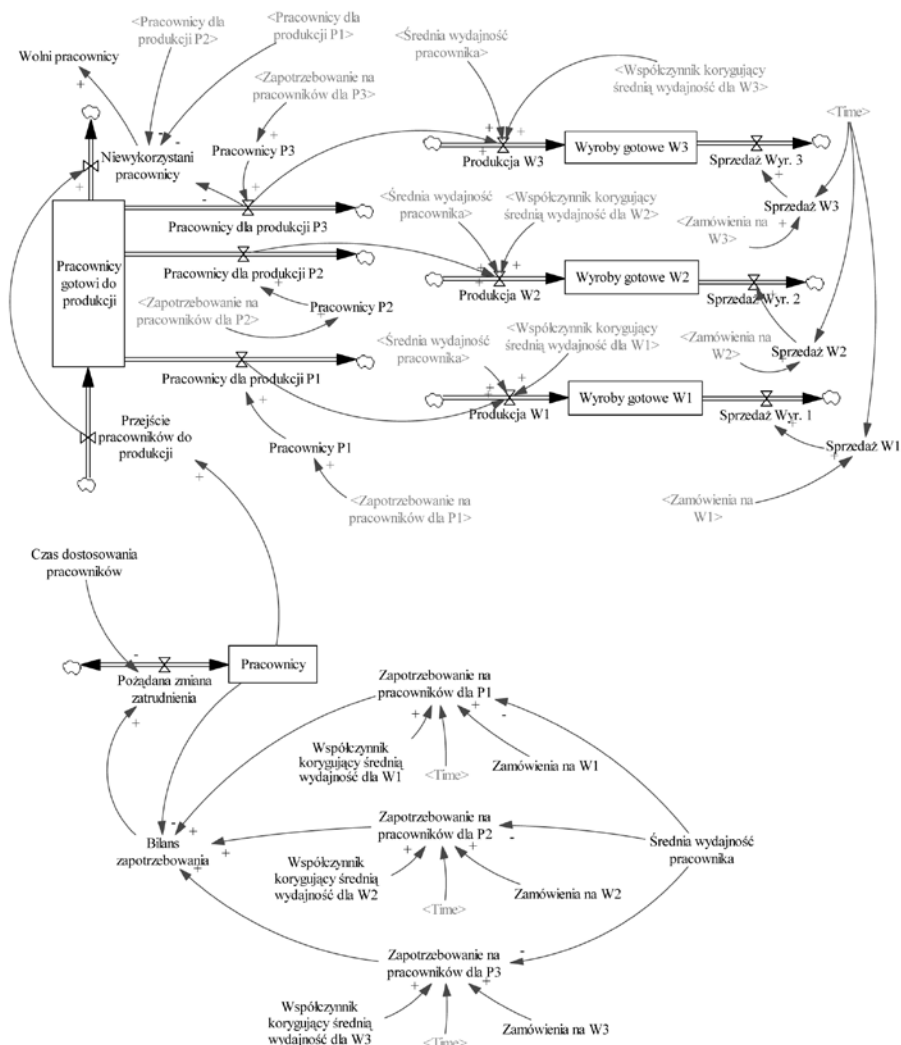 <Pracownicy dla
produkcji P2>
<Pracownicy dla
produkcji P1>
Wolni pracownicy
<Średnia wydajność
pracownika>
<Współczynnik korygujący
średnią wydajność dla W3>
<Zapotrzebowanie na
pracowników dla P3>
<Time>
Niewykorzystani
pracownicy
Pracownicy P3
Produkcja W3
Wyroby gotowe W3
Sprzedaż Wyr. 3
Sprzedaż W3
<Zamówienia na
W3>
Pracownicy dla produkcji P3
<Średnia wydajność
pracownika>
<Współczynnik korygujący
średnią wydajność dla W2>
Pracownicy
gotowi do
produkcji
Pracownicy dla produkcji P2
Produkcja W2
Wyroby gotowe W2
Sprzedaż Wyr. 2
<Zapotrzebowanie na
pracowników dla P2>
Pracownicy P2
<Zamówienia na
W2>
Sprzedaż W2
<Średnia wydajność
pracownika>
<Współczynnik korygujący
średnią wydajność dla W1>
Pracownicy dla produkcji P1
Produkcja W1
Wyroby gotowe W1
Sprzedaż Wyr. 1
Przejście
pracowników do
produkcji
Pracownicy P1
Sprzedaż W1
<Zapotrzebowanie na
pracowników dla P1>
<Zamówienia na
W1>
Czas dostosowania
pracowników
Pracownicy
Pożądana zmiana
zatrudnienia
Zapotrzebowanie na
pracowników dla P1
Współczynnik
korygujący średnią
wydajność dla W1
<Time>
Zamówienia na W1
Bilans
zapotrzebowania
Zapotrzebowanie na
pracowników dla P2
Średnia wydajność
pracownika
Współczynnik
korygujący średnią
wydajność dla W2
<Time>
Zamówienia na W2
Zapotrzebowanie na
pracowników dla P3
Współczynnik
korygujący średnią
wydajność dla W3
<Time>
Zamówienia na W3